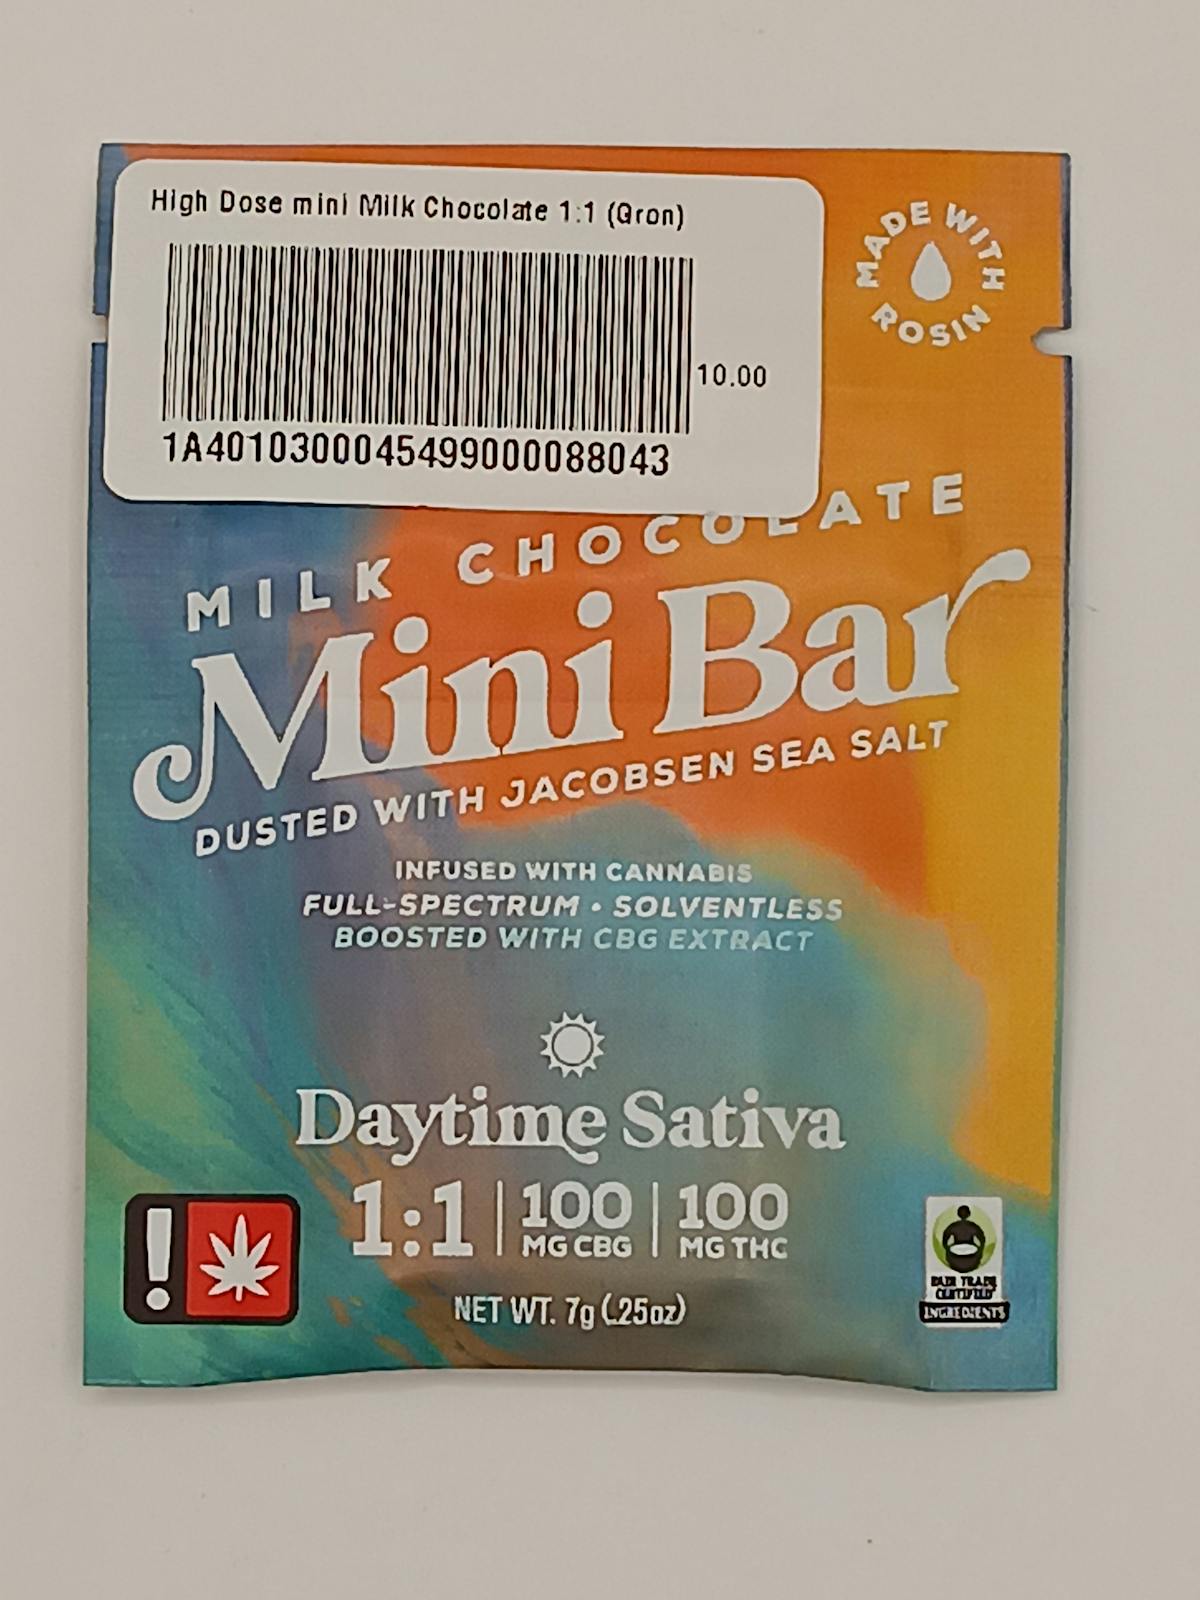 High Dose mini Milk Chocolate 1:1 (Gron)
10.00
1A4010300045499000088043
MADE WITH
ROSIN
MILK CHOCOLATE
Mini Bar
DUSTED WITH JACOBSEN SEA SALT
INFUSED WITH CANNABIS
FULL-SPECTRUM • SOLVENTLESS
BOOSTED WITH CBG EXTRACT
Daytime Sativa
1:1 | 100 MG CBG | 100 MG THC
!
NET WT. 7g (.25oz)
FAIR TRADE
CERTIFIED
INGREDIENTS